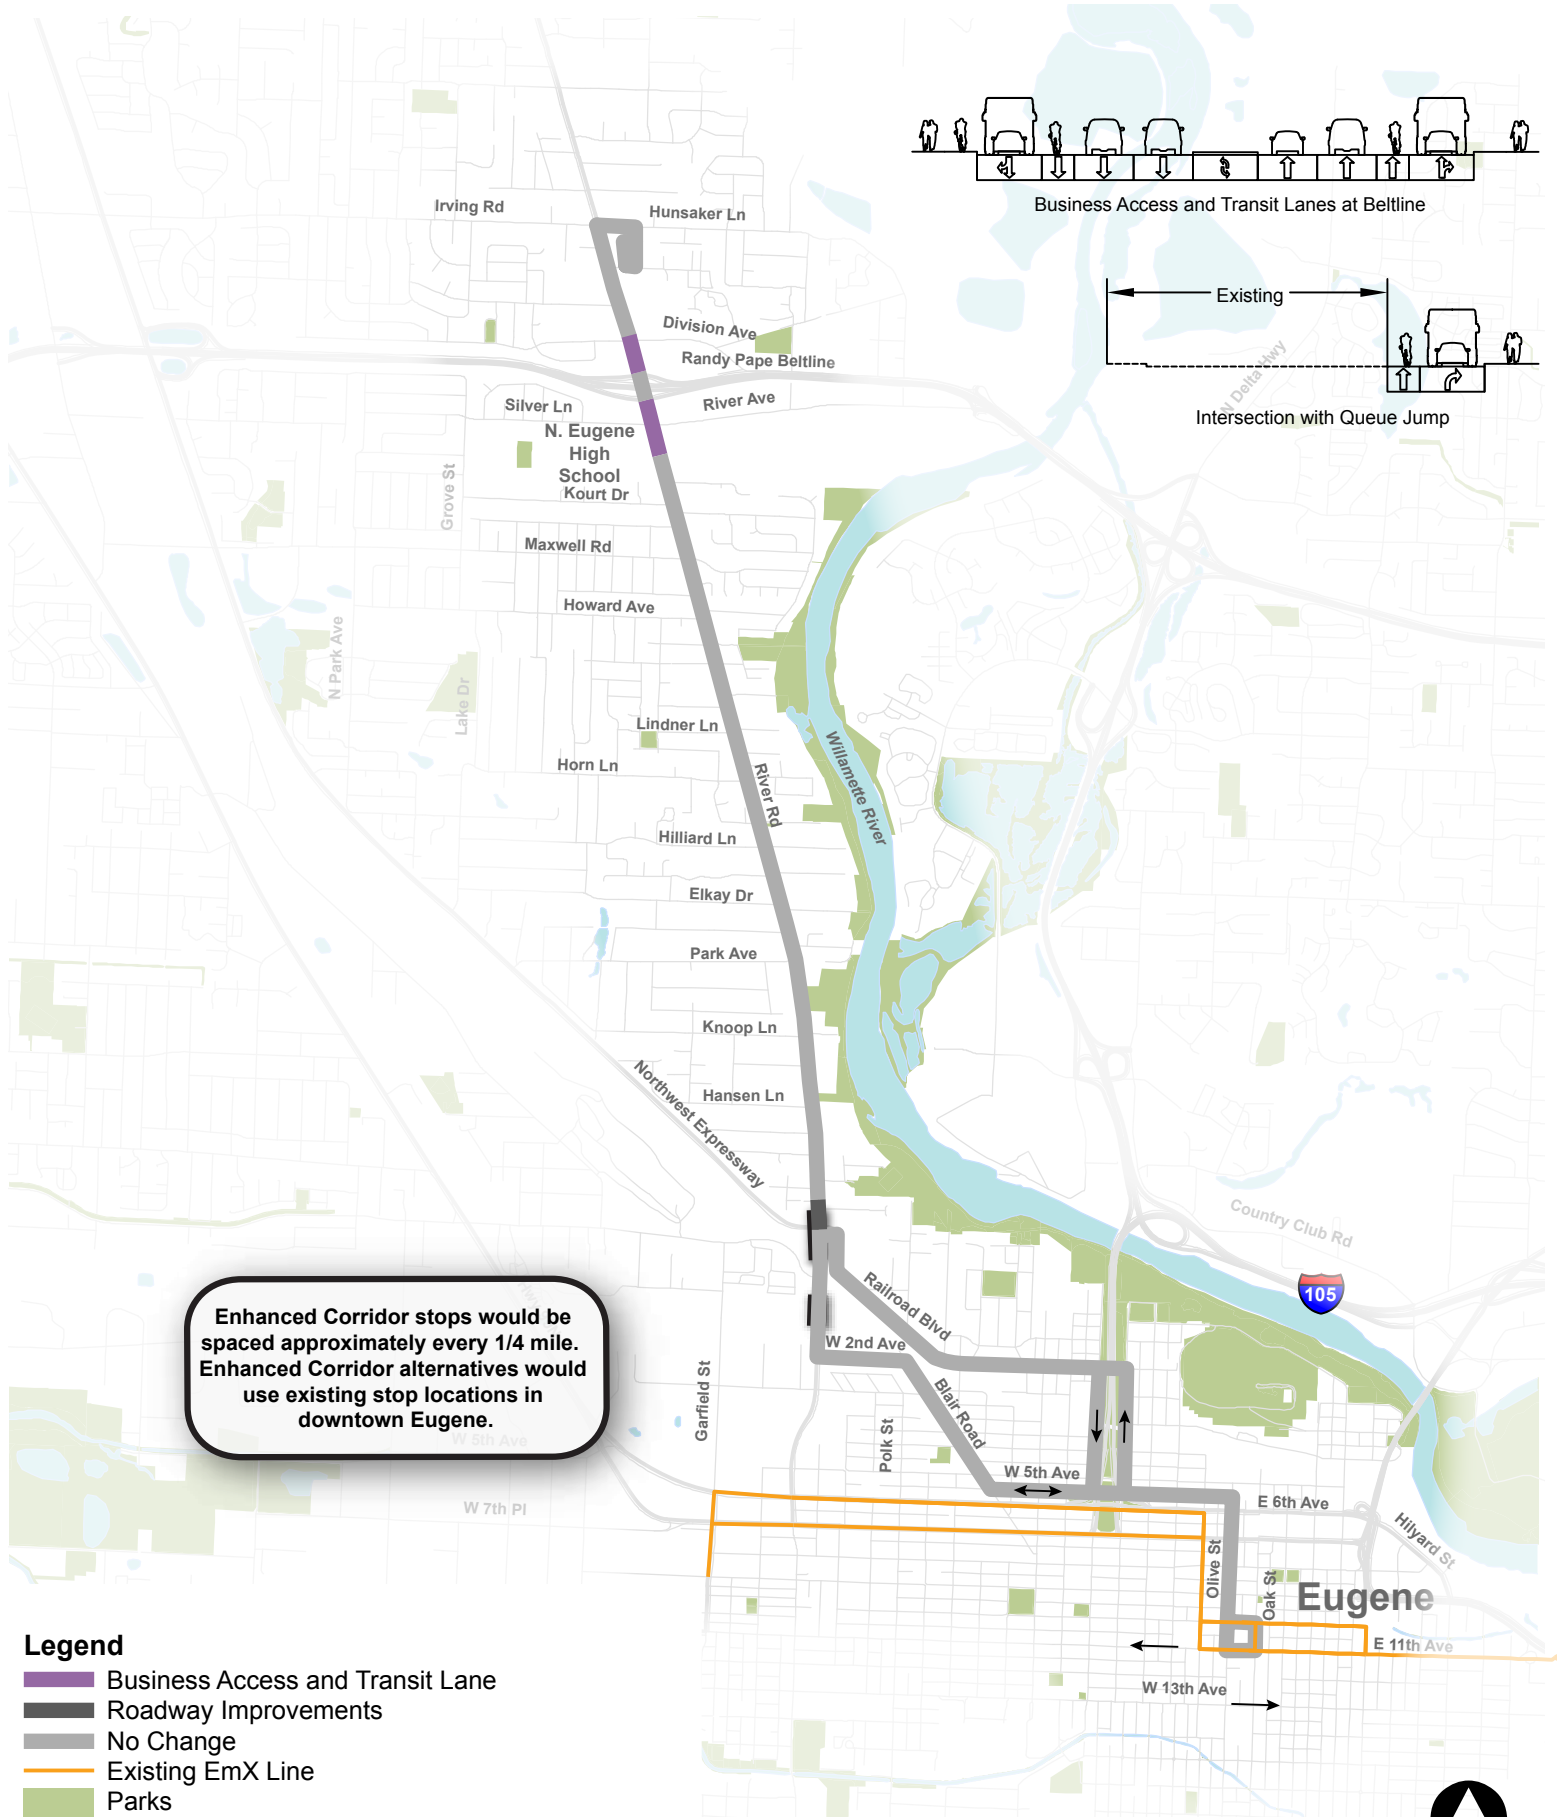 Business Access and Transit Lanes at Beltline
Existing
Intersection with Queue Jump
Irving Rd
Hunsaker Ln
Division Ave
Randy Pape Beltline
River Ave
Silver Ln
N. Eugene
High
School
Kourt Dr
N Delta Hwy
Grove St
Maxwell Rd
Howard Ave
N Park Ave
Lake Dr
Lindner Ln
Horn Ln
River Rd
Willamette River
Hilliard Ln
Elkay Dr
Park Ave
Knoop Ln
Hansen Ln
Northwest Expressway
Country Club Rd
105
Railroad Blvd
W 2nd Ave
Enhanced Corridor stops would be
spaced approximately every 1/4 mile.
Enhanced Corridor alternatives would
use existing stop locations in
downtown Eugene.
Garfield St
Blair Road
Polk St
W 5th Ave
W 5th Ave
W 7th Pl
E 6th Ave
Hilyard St
Olive St
Oak St
Eugene
E 11th Ave
W 13th Ave
Legend
Business Access and Transit Lane
Roadway Improvements
No Change
Existing EmX Line
Parks